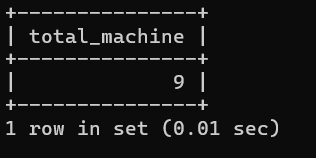 +---------------+
| total_machine |
+---------------+
|             9 |
+---------------+
1 row in set (0.01 sec)